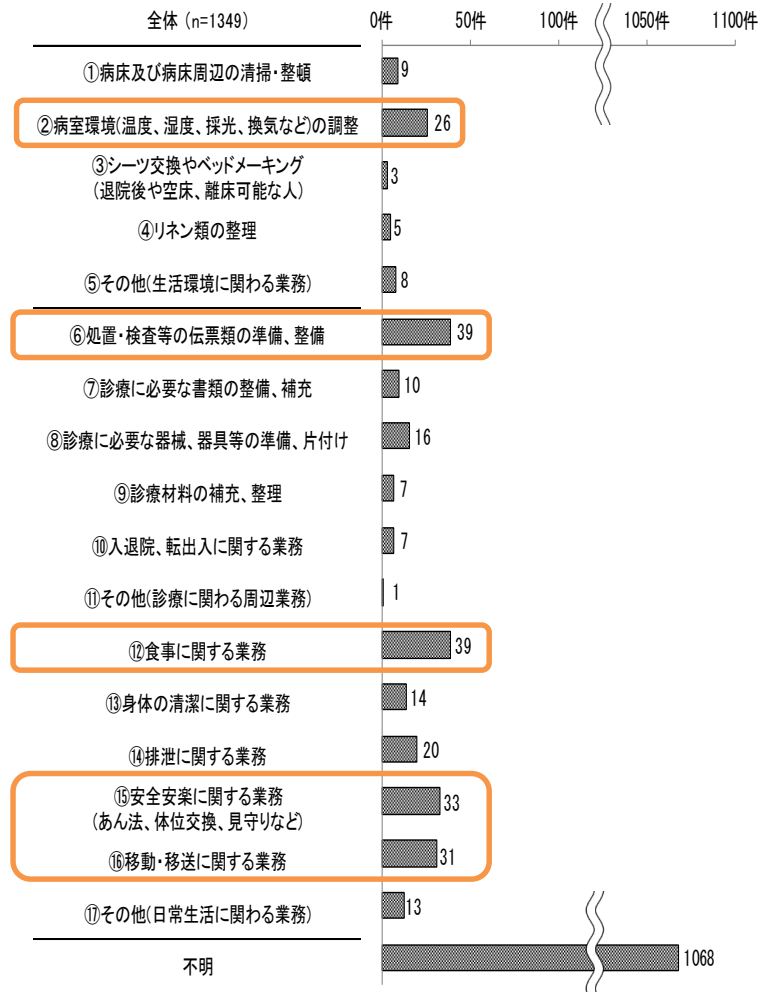 全体 (n=1349) 0件 50件 100件 1050件 1100件
①病床及び病床周辺の清掃・整頓 9
②病室環境(温度、湿度、採光、換気など)の調整 26
③シーツ交換やベッドメーキング
(退院後や空床、離床可能な人) 3
④リネン類の整理 5
⑤その他(生活環境に関わる業務) 8
⑥処置・検査等の伝票類の準備、整備 39
⑦診療に必要な書類の整備、補充 10
⑧診療に必要な器械、器具等の準備、片付け 16
⑨診療材料の補充、整理 7
⑩入退院、転出入に関する業務 7
⑪その他(診療に関わる周辺業務) 1
⑫食事に関する業務 39
⑬身体の清潔に関する業務 14
⑭排泄に関する業務 20
⑮安全安楽に関する業務
(あん法、体位交換、見守りなど) 33
⑯移動・移送に関する業務 31
⑰その他(日常生活に関わる業務) 13
不明 1068